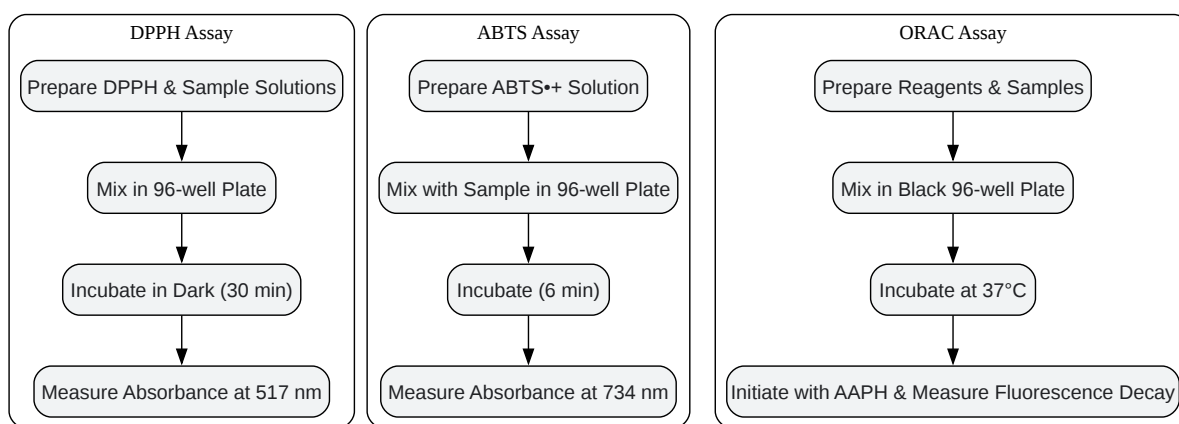 DPPH Assay
Prepare DPPH & Sample Solutions
Mix in 96-well Plate
Incubate in Dark (30 min)
Measure Absorbance at 517 nm
ABTS Assay
Prepare ABTS•+ Solution
Mix with Sample in 96-well Plate
Incubate (6 min)
Measure Absorbance at 734 nm
ORAC Assay
Prepare Reagents & Samples
Mix in Black 96-well Plate
Incubate at 37°C
Initiate with AAPH & Measure Fluorescence Decay